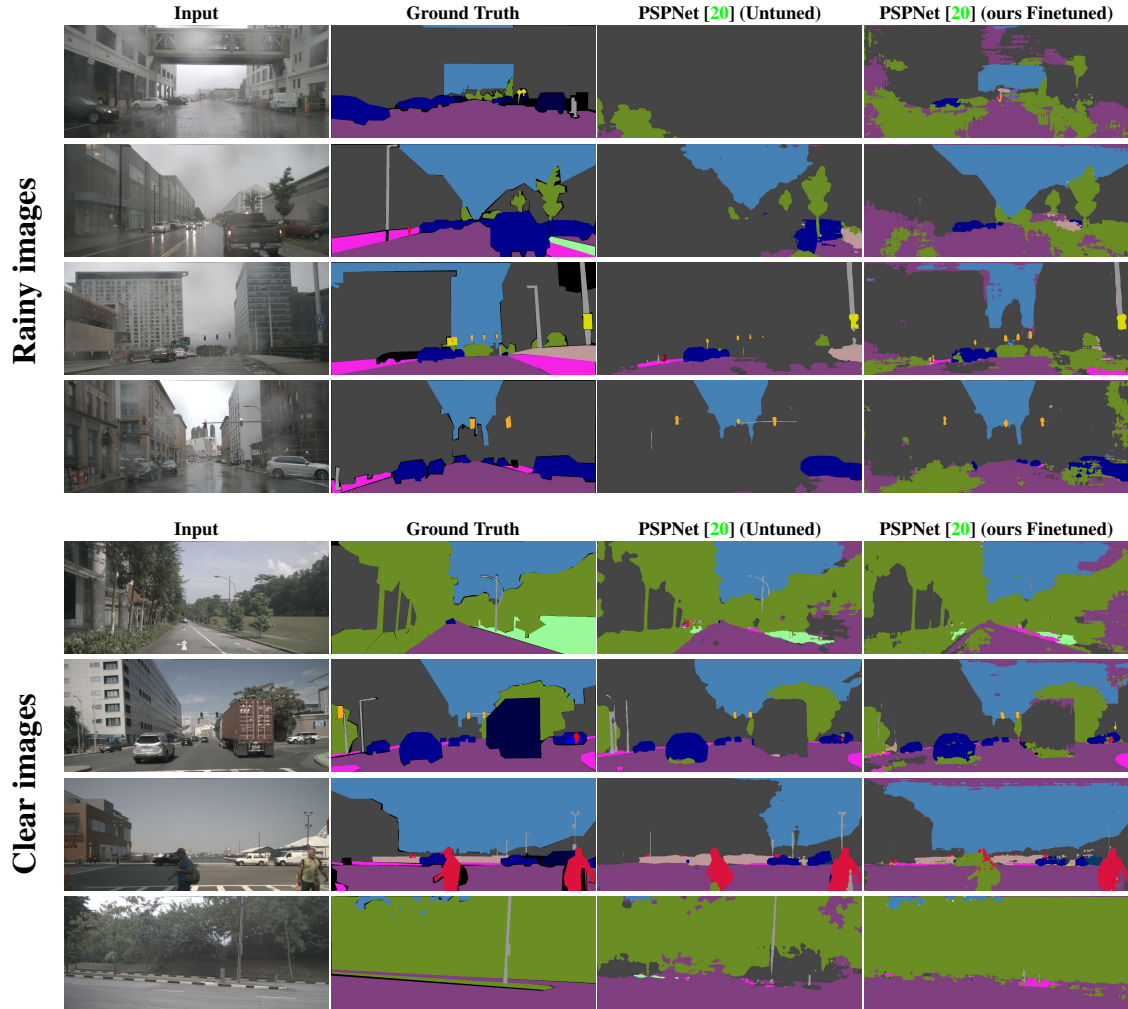 Input Ground Truth PSPNet [20] (Untuned) PSPNet [20] (ours Finetuned)
Rainy images
Input Ground Truth PSPNet [20] (Untuned) PSPNet [20] (ours Finetuned)
Clear images